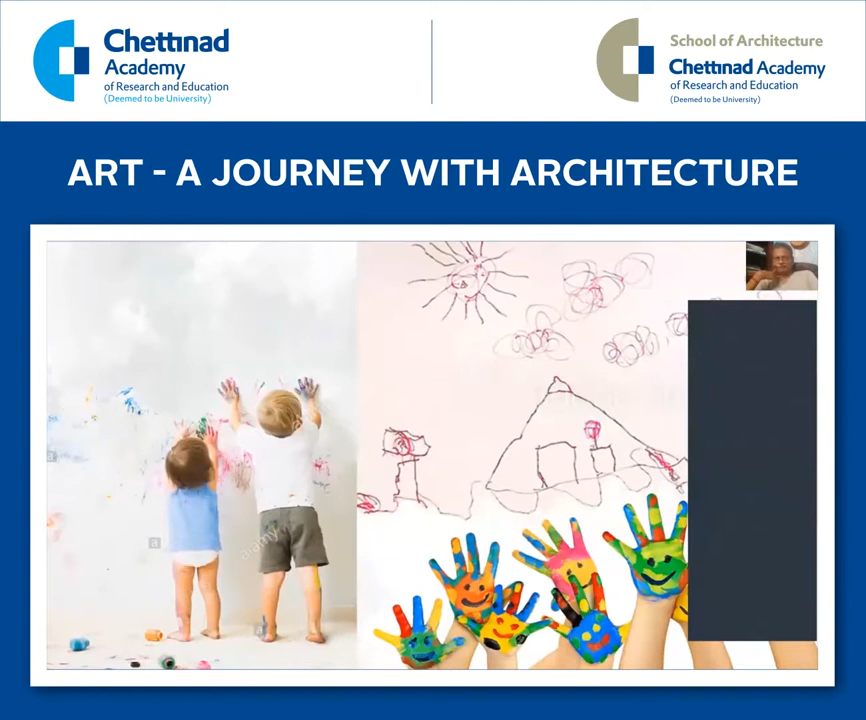 Chettinad
Academy
of Research and Education
(Deemed to be University)
School of Architecture
Chettinad Academy
of Research and Education
(Deemed to be University)
ART - A JOURNEY WITH ARCHITECTURE
a
a
alamy
a